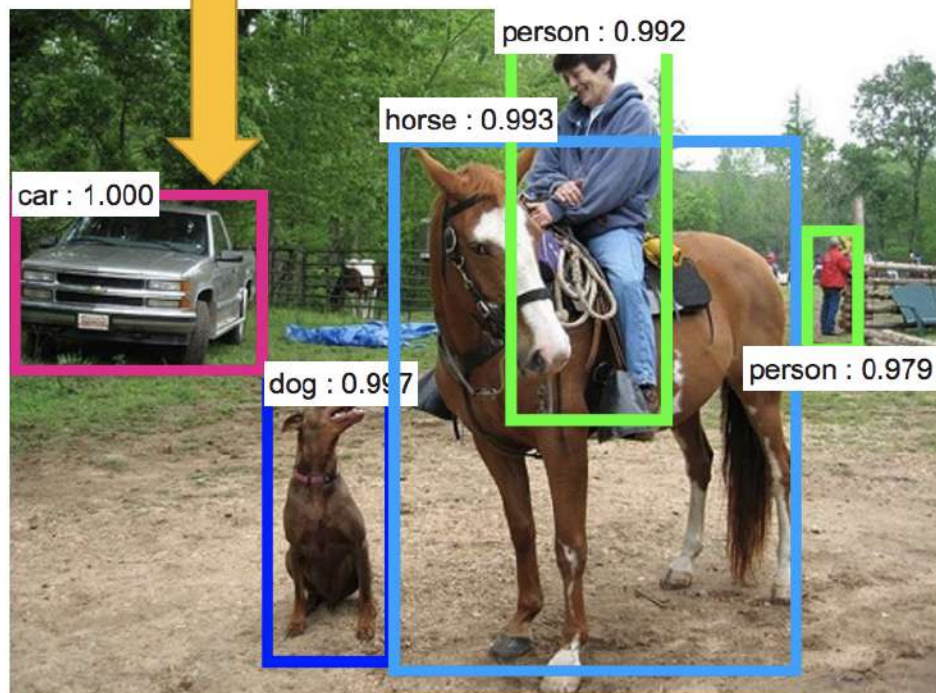 person : 0.992
horse : 0.993
car : 1.000
dog : 0.997
person : 0.979